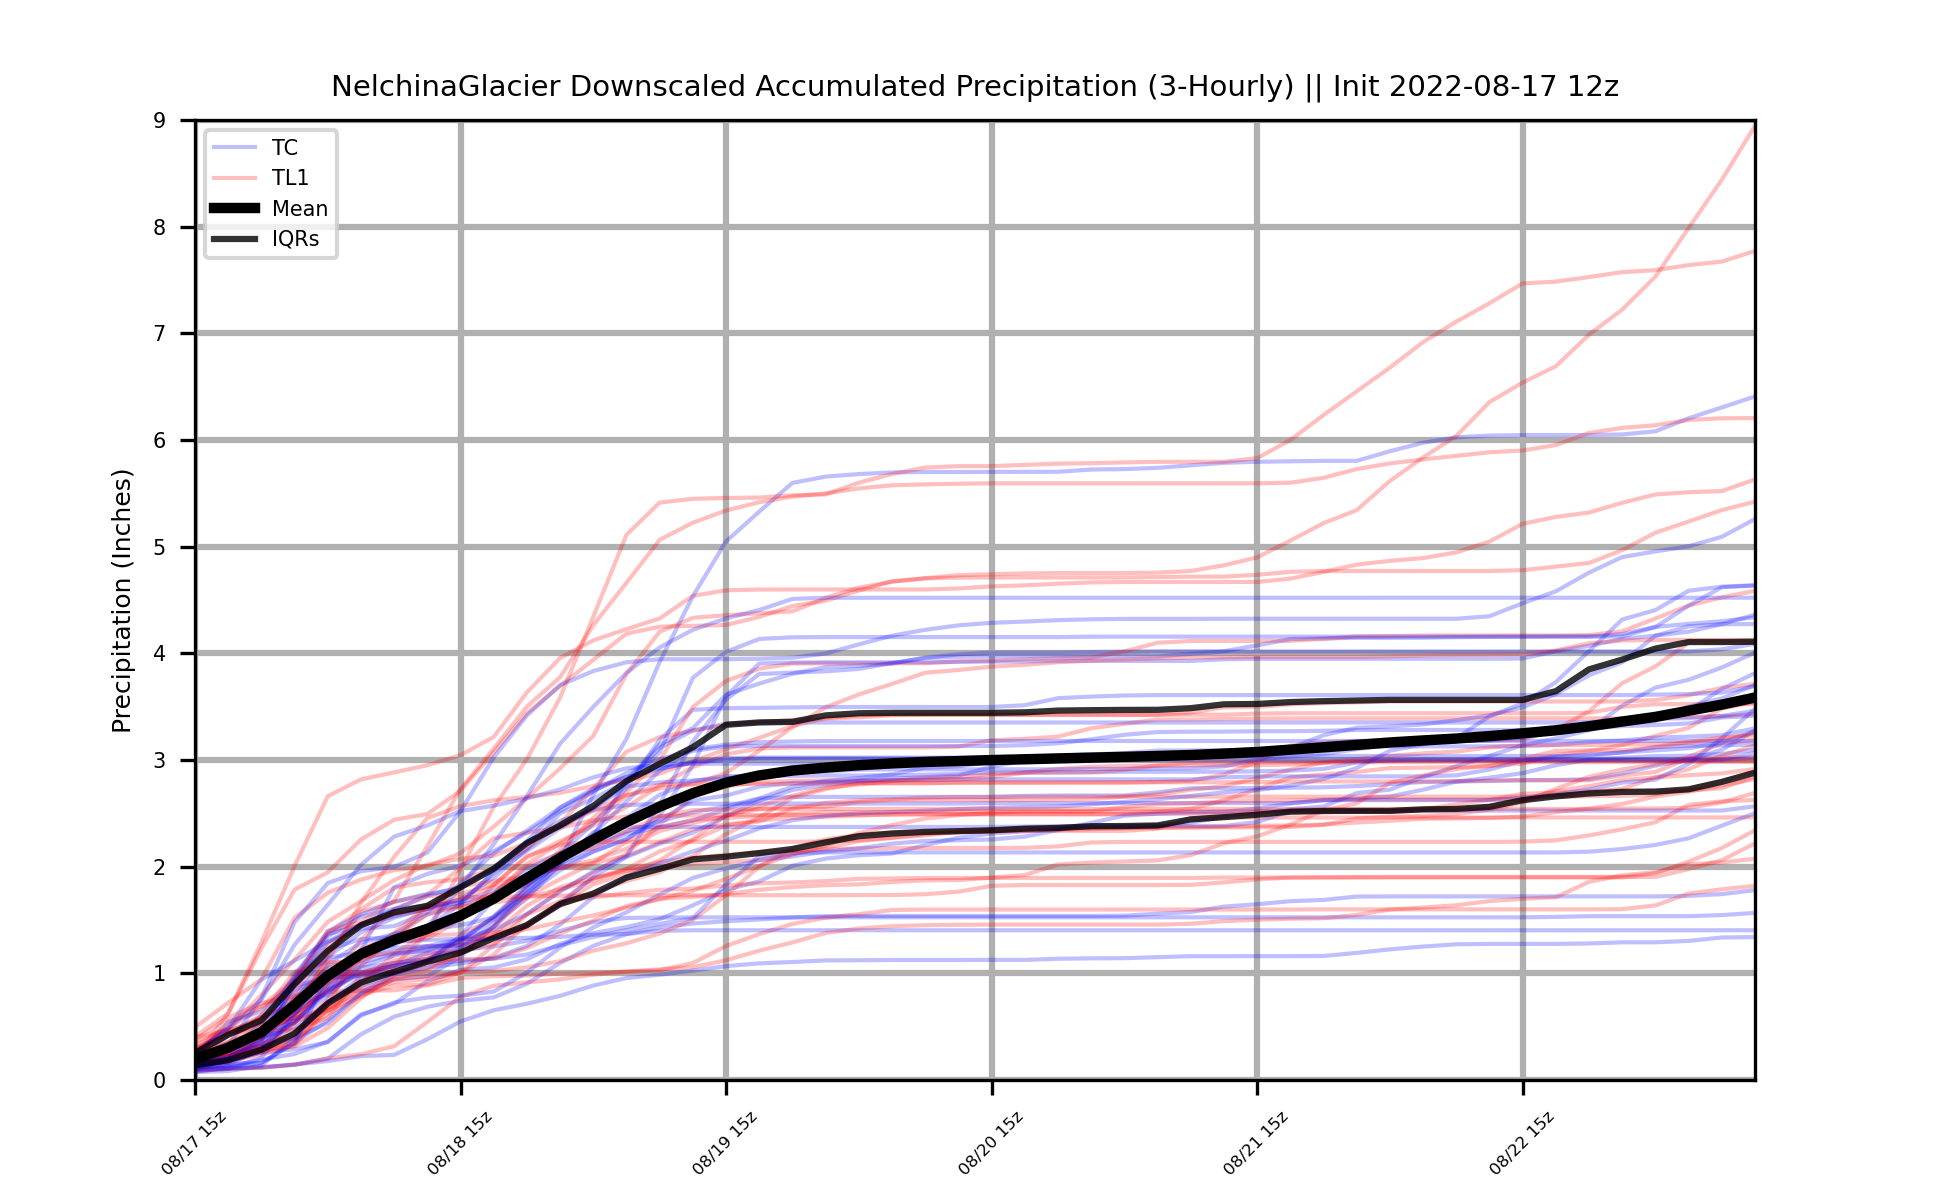 NelchinaGlacier Downscaled Accumulated Precipitation (3-Hourly) || Init 2022-08-17 12z
TC
TL1
Mean
IQRs
Precipitation (Inches)
9
8
7
6
5
4
3
2
1
0
08/17 15z
08/18 15z
08/19 15z
08/20 15z
08/21 15z
08/22 15z